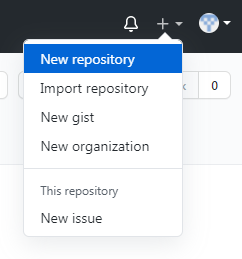 New repository
Import repository
0
New gist
New organization
This repository
New issue